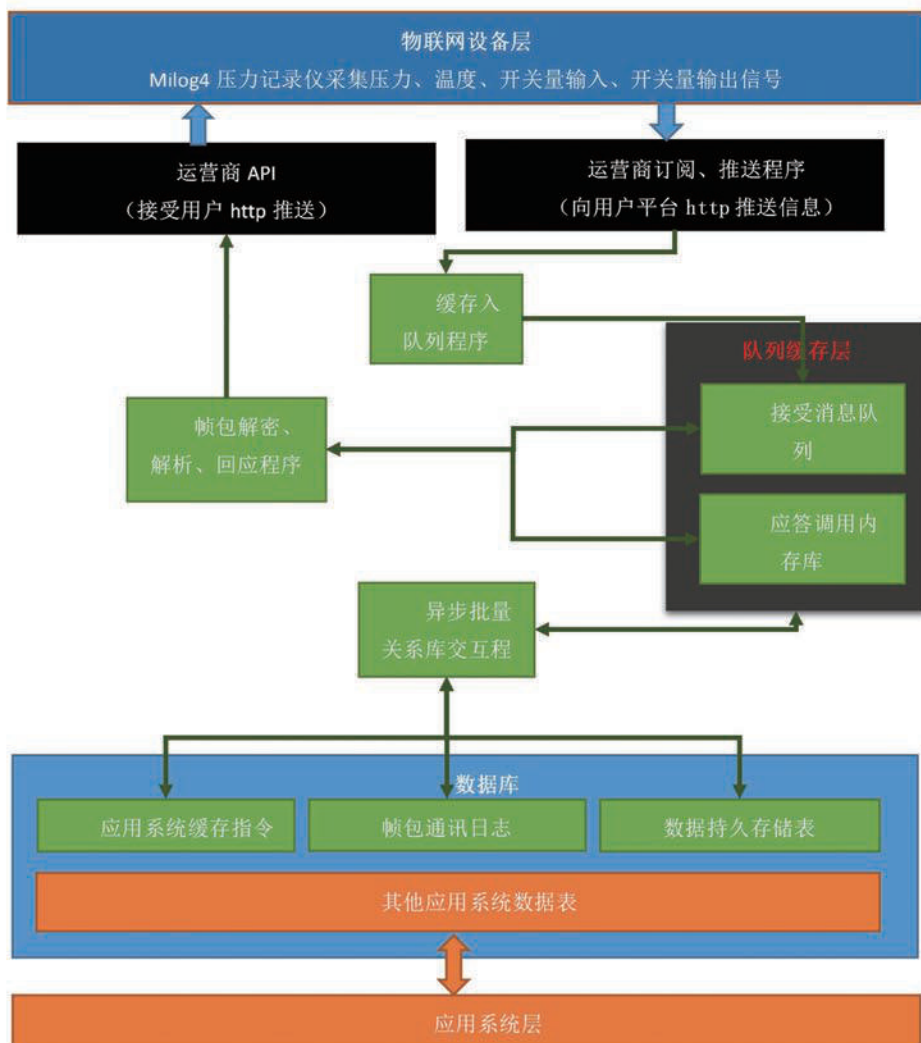 物联网设备层
Milog4 压力记录仪采集压力、温度、开关量输入、开关量输出信号
运营商 API
（接受用户 http 推送）
运营商订阅、推送程序
（向用户平台 http 推送信息）
缓存入
队列程序
队列缓存层
接受消息队
列
帧包解密、
解析、回应程序
应答调用内
存库
异步批量
关系库交互程
数据库
应用系统缓存指令
帧包通讯日志
数据持久存储表
其他应用系统数据表
应用系统层